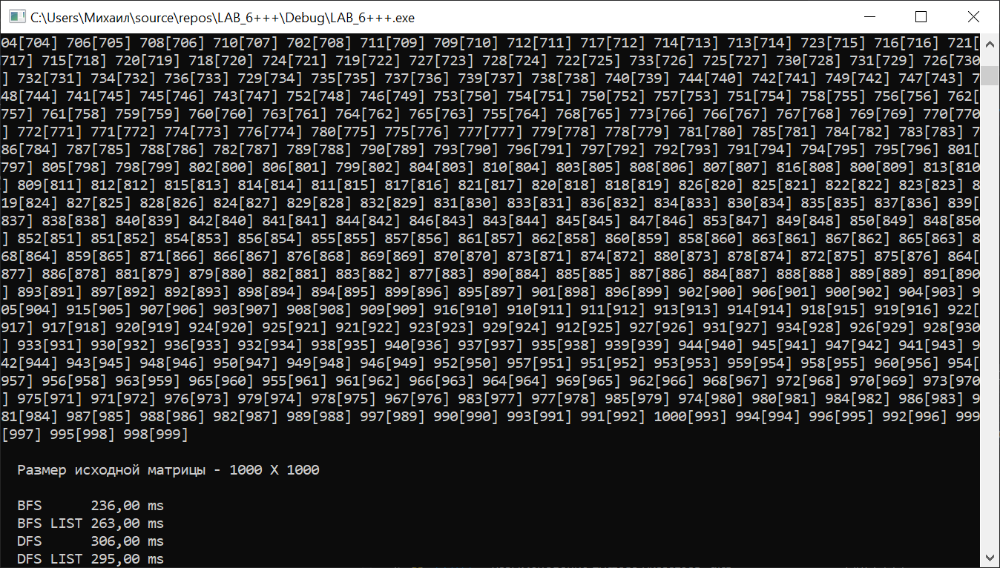 C:\Users\Михаил\source\repos\LAB_6+++\Debug\LAB_6+++.exe
04[704] 706[705] 708[706] 710[707] 702[708] 711[709] 709[710] 712[711] 717[712] 714[713] 713[714] 723[715] 716[716] 721[
717] 715[718] 720[719] 718[720] 724[721] 719[722] 727[723] 728[724] 722[725] 733[726] 725[727] 730[728] 731[729] 726[730
] 732[731] 734[732] 736[733] 729[734] 735[735] 737[736] 739[737] 738[738] 740[739] 744[740] 742[741] 749[742] 747[743] 7
48[744] 741[745] 745[746] 743[747] 752[748] 746[749] 753[750] 754[751] 750[752] 757[753] 751[754] 758[755] 756[756] 762[
757] 761[758] 759[759] 760[760] 763[761] 764[762] 765[763] 755[764] 768[765] 773[766] 766[767] 767[768] 769[769] 770[770
] 772[771] 771[772] 774[773] 776[774] 780[775] 775[776] 777[777] 779[778] 778[779] 781[780] 785[781] 784[782] 783[783] 7
86[784] 787[785] 788[786] 782[787] 789[788] 790[789] 793[790] 796[791] 797[792] 792[793] 791[794] 794[795] 795[796] 801[
797] 805[798] 798[799] 802[800] 806[801] 799[802] 804[803] 810[804] 803[805] 808[806] 807[807] 816[808] 800[809] 813[810
] 809[811] 812[812] 815[813] 814[814] 811[815] 817[816] 821[817] 820[818] 818[819] 826[820] 825[821] 822[822] 823[823] 8
19[824] 827[825] 828[826] 824[827] 829[828] 832[829] 831[830] 833[831] 836[832] 834[833] 830[834] 835[835] 837[836] 839[
837] 838[838] 840[839] 842[840] 841[841] 844[842] 846[843] 843[844] 845[845] 847[846] 853[847] 849[848] 850[849] 848[850
] 852[851] 851[852] 854[853] 856[854] 855[855] 857[856] 861[857] 862[858] 860[859] 858[860] 863[861] 867[862] 865[863] 8
68[864] 859[865] 871[866] 866[867] 876[868] 869[869] 870[870] 873[871] 874[872] 880[873] 878[874] 872[875] 875[876] 864[
877] 886[878] 881[879] 879[880] 882[881] 883[882] 877[883] 890[884] 885[885] 887[886] 884[887] 888[888] 889[889] 891[890
] 893[891] 897[892] 892[893] 898[894] 894[895] 899[896] 895[897] 901[898] 896[899] 902[900] 906[901] 900[902] 904[903] 9
05[904] 915[905] 907[906] 903[907] 908[908] 909[909] 916[910] 910[911] 911[912] 913[913] 914[914] 918[915] 919[916] 922[
917] 917[918] 920[919] 924[920] 925[921] 921[922] 923[923] 929[924] 912[925] 927[926] 931[927] 934[928] 926[929] 928[930
] 933[931] 930[932] 936[933] 932[934] 938[935] 940[936] 937[937] 935[938] 939[939] 944[940] 945[941] 947[942] 941[943] 9
42[944] 943[945] 948[946] 950[947] 949[948] 946[949] 952[950] 957[951] 951[952] 953[953] 959[954] 958[955] 960[956] 954[
957] 956[958] 963[959] 965[960] 955[961] 961[962] 966[963] 964[964] 969[965] 962[966] 968[967] 972[968] 970[969] 973[970
] 975[971] 971[972] 976[973] 979[974] 978[975] 967[976] 983[977] 977[978] 985[979] 974[980] 980[981] 984[982] 986[983] 9
81[984] 987[985] 988[986] 982[987] 989[988] 997[989] 990[990] 993[991] 991[992] 1000[993] 994[994] 996[995] 992[996] 999
[997] 995[998] 998[999]
Размер исходной матрицы - 1000 X 1000
BFS 236,00 ms
BFS LIST 263,00 ms
DFS 306,00 ms
DFS LIST 295,00 ms